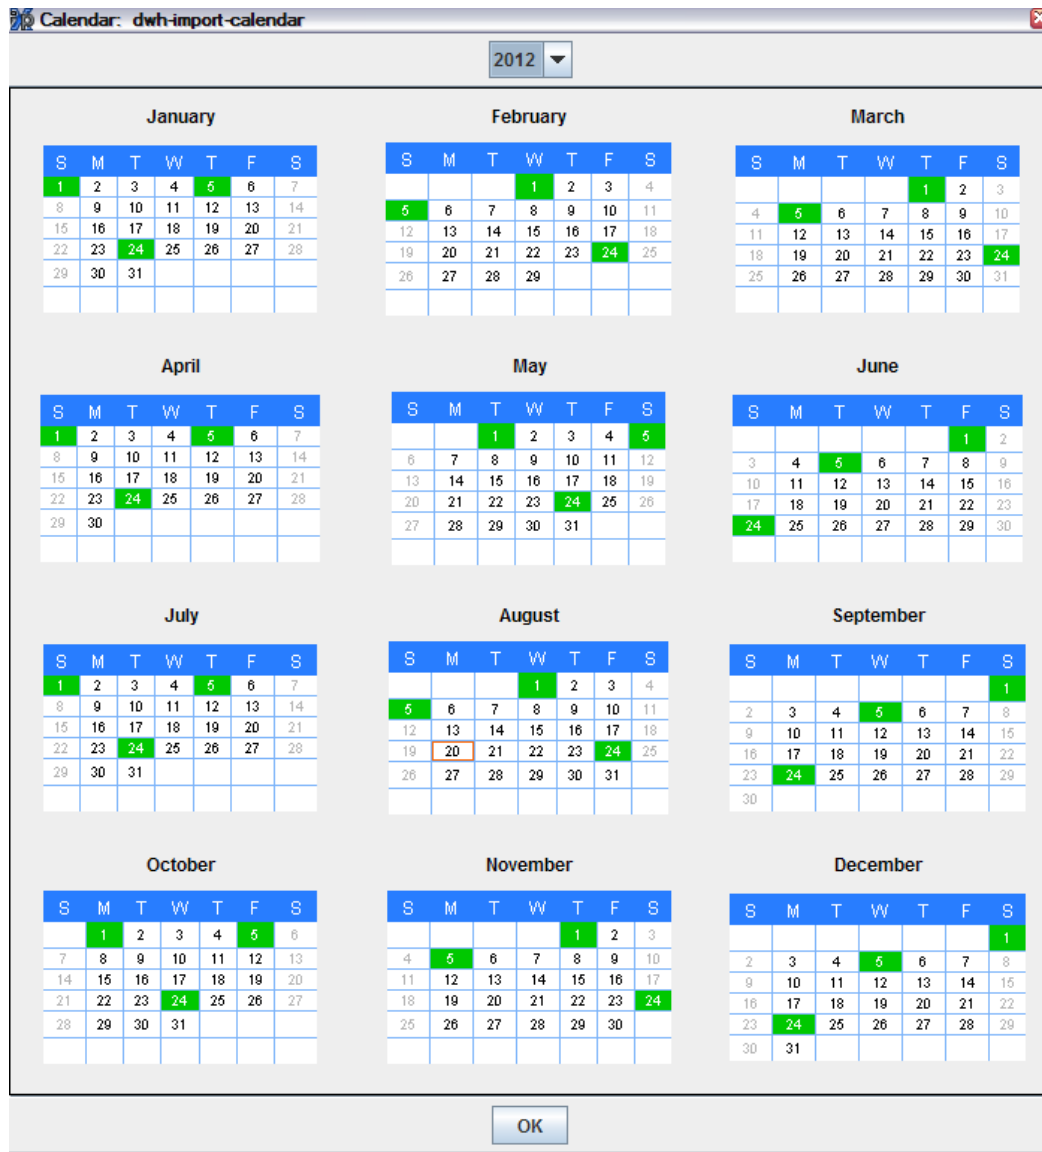 Calendar: dwh-import-calendar
2012
January
S M T W T F S
1 2 3 4 5 6 7
8 9 10 11 12 13 14
15 16 17 18 19 20 21
22 23 24 25 26 27 28
29 30 31
February
S M T W T F S
1 2 3 4
5 6 7 8 9 10 11
12 13 14 15 16 17 18
19 20 21 22 23 24 25
26 27 28 29
March
S M T W T F S
1 2 3
4 5 6 7 8 9 10
11 12 13 14 15 16 17
18 19 20 21 22 23 24
25 26 27 28 29 30 31
April
S M T W T F S
1 2 3 4 5 6 7
8 9 10 11 12 13 14
15 16 17 18 19 20 21
22 23 24 25 26 27 28
29 30
May
S M T W T F S
1 2 3 4 5
6 7 8 9 10 11 12
13 14 15 16 17 18 19
20 21 22 23 24 25 26
27 28 29 30 31
June
S M T W T F S
1 2
3 4 5 6 7 8 9
10 11 12 13 14 15 16
17 18 19 20 21 22 23
24 25 26 27 28 29 30
July
S M T W T F S
1 2 3 4 5 6 7
8 9 10 11 12 13 14
15 16 17 18 19 20 21
22 23 24 25 26 27 28
29 30 31
August
S M T W T F S
1 2 3 4
5 6 7 8 9 10 11
12 13 14 15 16 17 18
19 20 21 22 23 24 25
26 27 28 29 30 31
September
S M T W T F S
1
2 3 4 5 6 7 8
9 10 11 12 13 14 15
16 17 18 19 20 21 22
23 24 25 26 27 28 29
30
October
S M T W T F S
1 2 3 4 5 6
7 8 9 10 11 12 13
14 15 16 17 18 19 20
21 22 23 24 25 26 27
28 29 30 31
November
S M T W T F S
1 2 3
4 5 6 7 8 9 10
11 12 13 14 15 16 17
18 19 20 21 22 23 24
25 26 27 28 29 30
December
S M T W T F S
1
2 3 4 5 6 7 8
9 10 11 12 13 14 15
16 17 18 19 20 21 22
23 24 25 26 27 28 29
30 31
OK